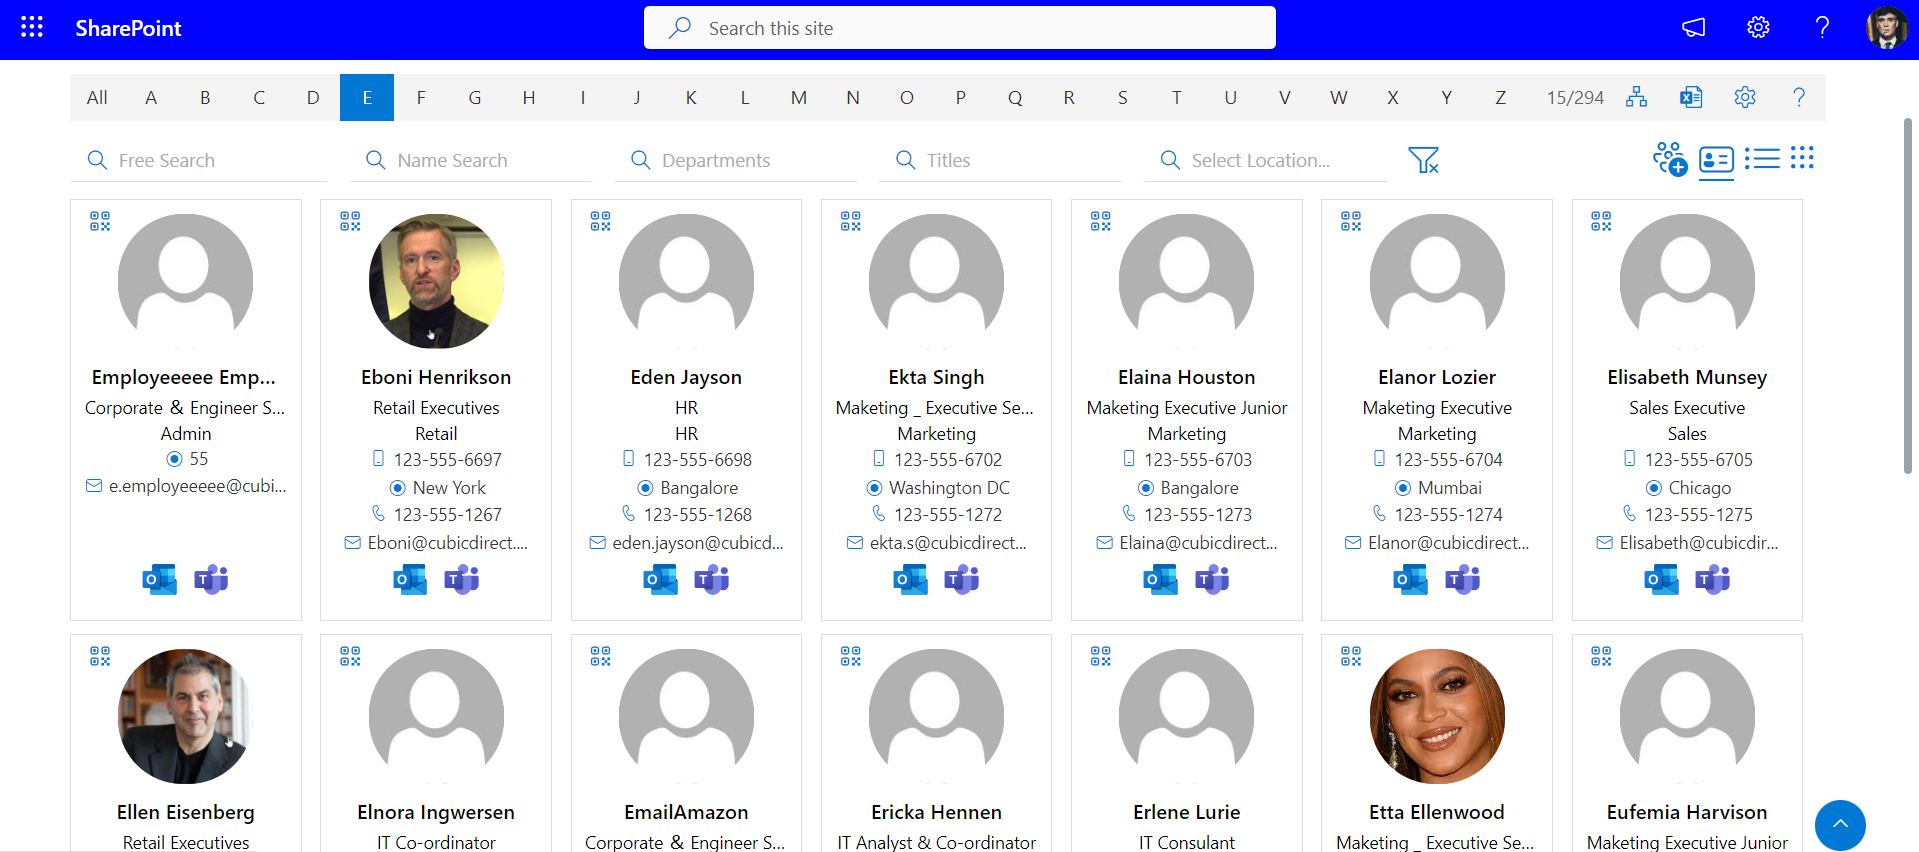 SharePoint
Search this site
All A B C D E F G H I J K L M N O P Q R S T U V W X Y Z 15/294
Free Search Name Search Departments Titles Select Location...
Employeeeee Emp...
Corporate & Engineer S...
Admin
55
e.employeeeee@cubi...
Eboni Henrikson
Retail Executives
Retail
123-555-6697
New York
123-555-1267
Eboni@cubicdirect....
Eden Jayson
HR
HR
123-555-6698
Bangalore
123-555-1268
eden.jayson@cubicd...
Ekta Singh
Maketing _ Executive Se...
Marketing
123-555-6702
Washington DC
123-555-1272
ekta.s@cubicdirect...
Elaina Houston
Maketing Executive Junior
Marketing
123-555-6703
Bangalore
123-555-1273
Elaina@cubicdirect...
Elanor Lozier
Maketing Executive
Marketing
123-555-6704
Mumbai
123-555-1274
Elanor@cubicdirect...
Elisabeth Munsey
Sales Executive
Sales
123-555-6705
Chicago
123-555-1275
Elisabeth@cubicdir...
Ellen Eisenberg
Retail Executives
Elnora Ingwersen
IT Co-ordinator
EmailAmazon
Corporate & Engineer S...
Ericka Hennen
IT Analyst & Co-ordinator
Erlene Lurie
IT Consulant
Etta Ellenwood
Maketing _ Executive Se...
Eufemia Harvison
Maketing Executive Junior